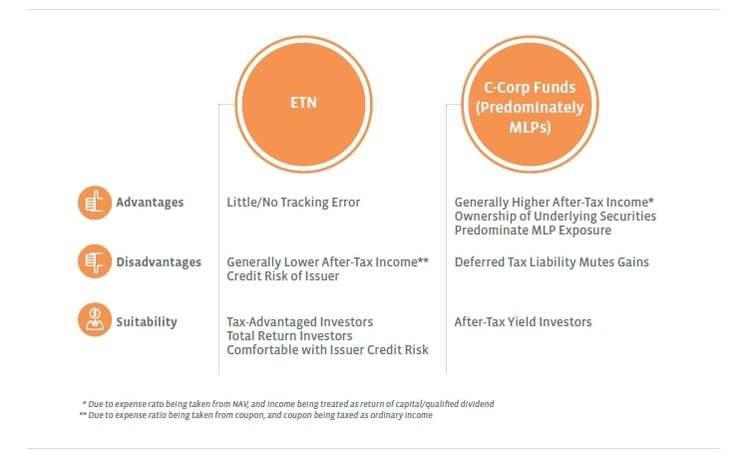 ETN
C-Corp Funds
(Predominately
MLPs)
Advantages
Little/No Tracking Error
Generally Higher After-Tax Income*
Ownership of Underlying Securities
Predominate MLP Exposure
Disadvantages
Generally Lower After-Tax Income**
Credit Risk of Issuer
Deferred Tax Liability Mutes Gains
Suitability
Tax-Advantaged Investors
Total Return Investors
Comfortable with Issuer Credit Risk
After-Tax Yield Investors
* Due to expense rato being taken from NAV, and income being treated as return of capital/qualified dividend
** Due to expense ratio being taken from coupon, and coupon being taxed as ordinary income